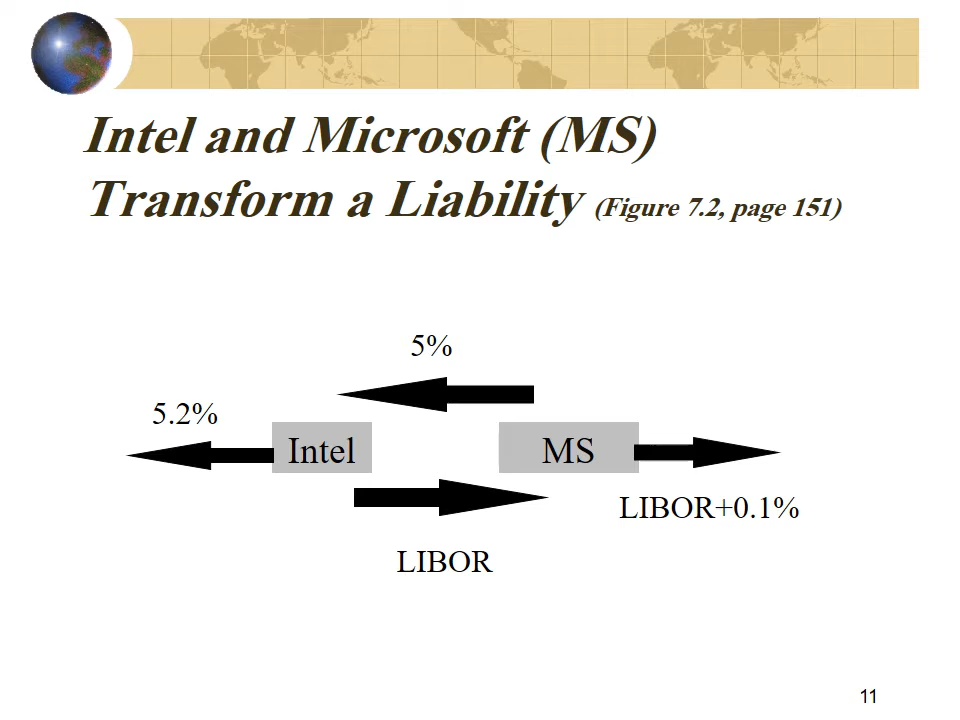 Intel and Microsoft (MS)
Transform a Liability (Figure 7.2, page 151)
5%
5.2%
Intel
MS
LIBOR+0.1%
LIBOR
11